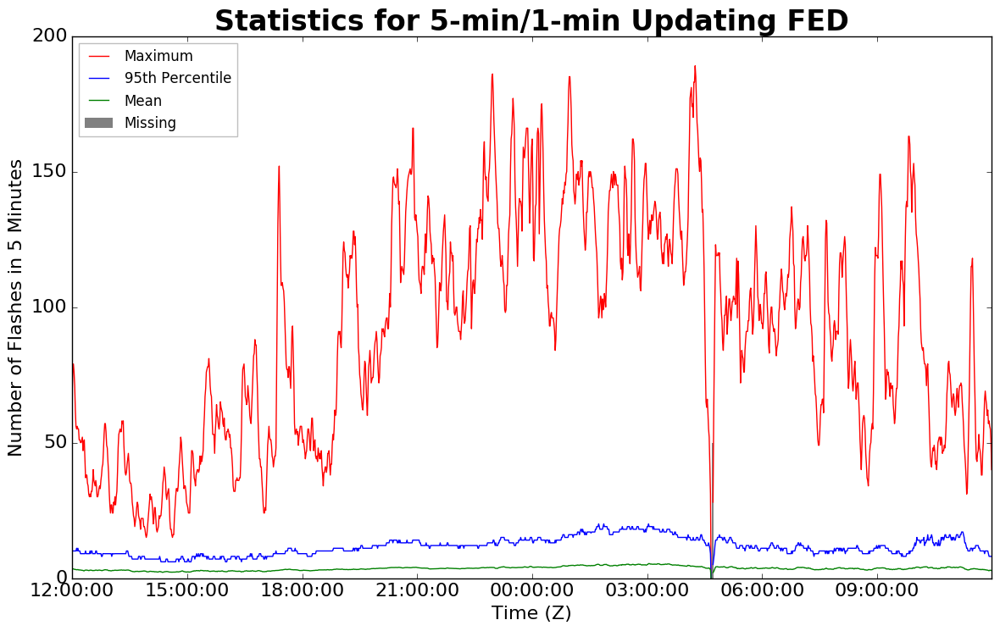 Statistics for 5-min/1-min Updating FED
200
150
100
50
0
Number of Flashes in 5 Minutes
Maximum
95th Percentile
Mean
Missing
12:00:00 15:00:00 18:00:00 21:00:00 00:00:00 03:00:00 06:00:00 09:00:00
Time (Z)